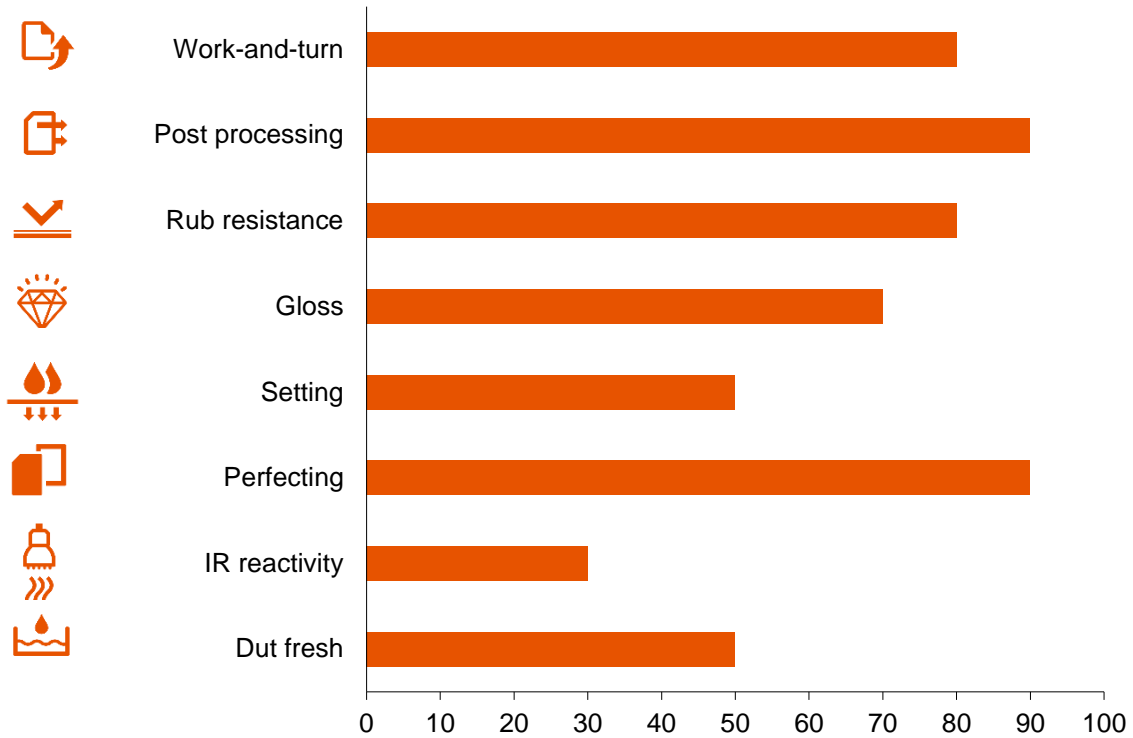 Work-and-turn
Post processing
Rub resistance
Gloss
Setting
Perfecting
IR reactivity
Dut fresh
0 10 20 30 40 50 60 70 80 90 100